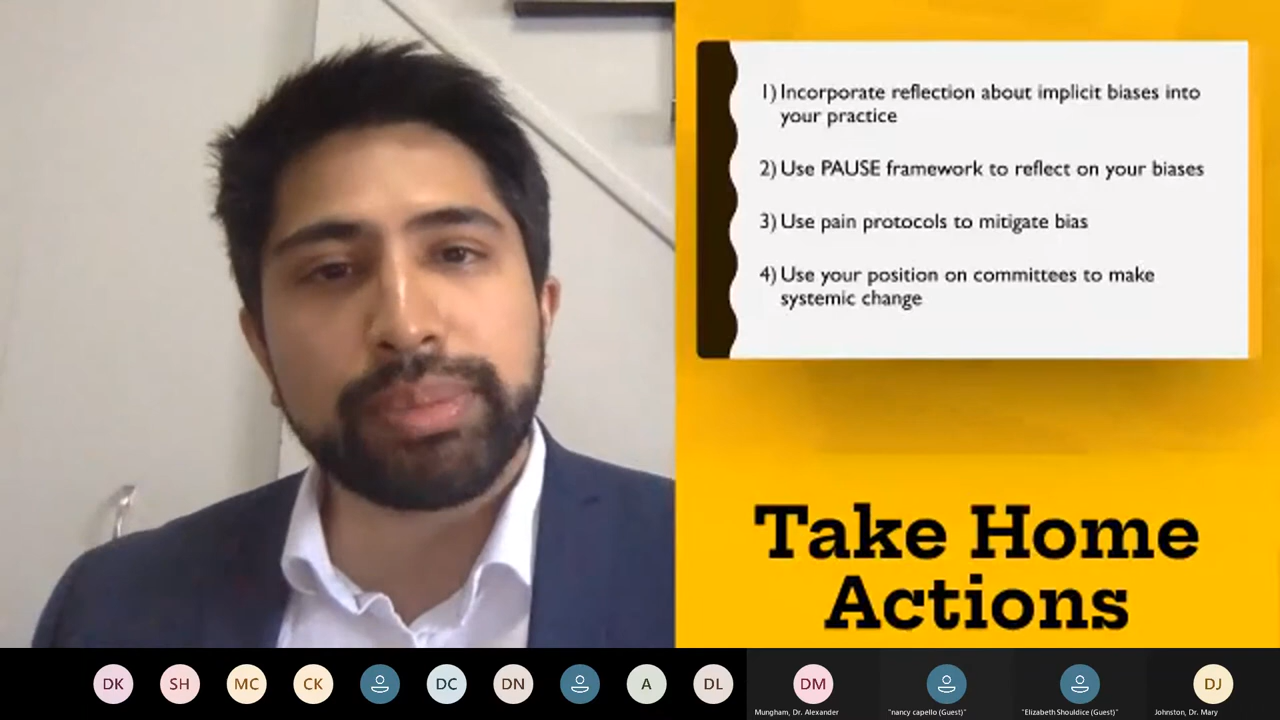 1) Incorporate reflection about implicit biases into
your practice
2) Use PAUSE framework to reflect on your biases
3) Use pain protocols to mitigate bias
4) Use your position on committees to make
systemic change
Take Home
Actions
DK
SH
MC
CK
DC
DN
A
DL
DM
DJ
Mungham, Dr. Alexander
"nancy capello (Guest)"
"Elizabeth Shouldice (Guest)"
Johnston, Dr. Mary